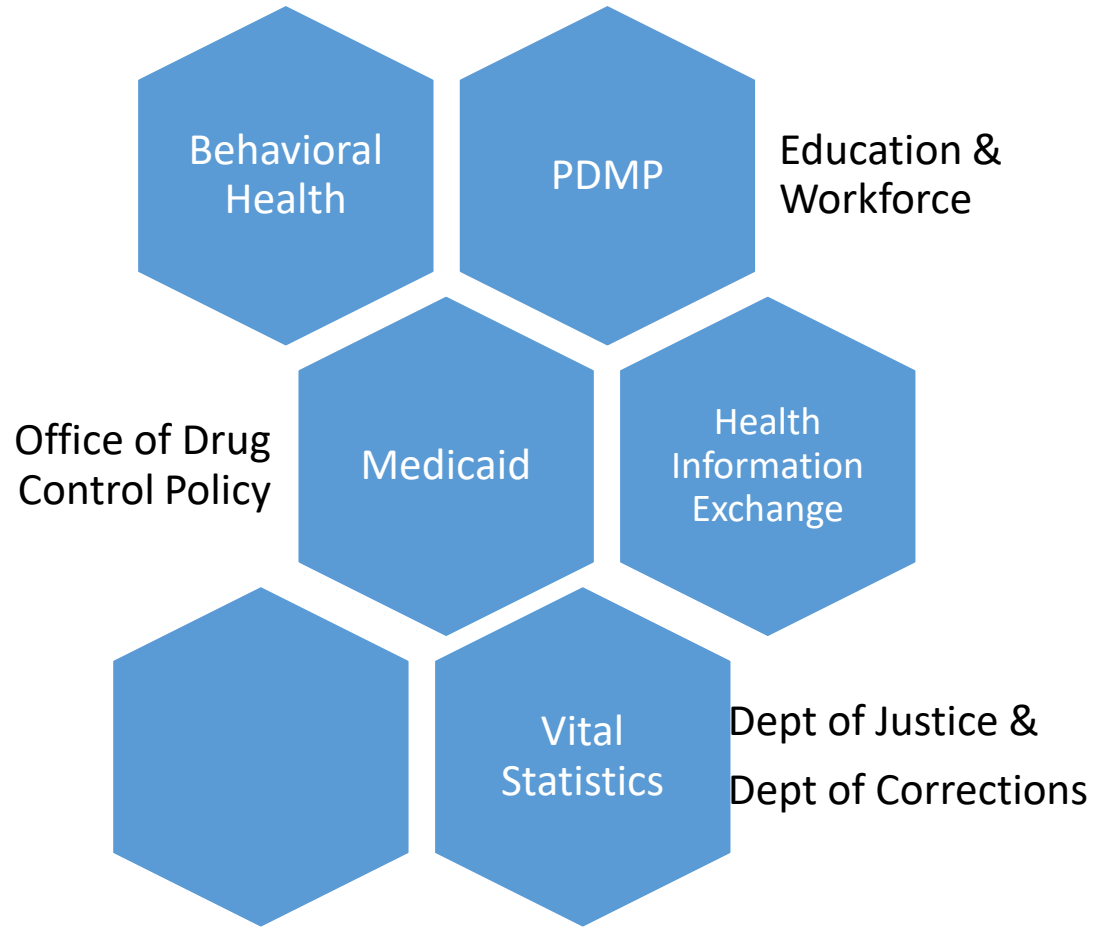 Behavioral
Health
PDMP
Education &
Workforce
Office of Drug
Control Policy
Medicaid
Health
Information
Exchange
Vital
Statistics
Dept of Justice &
Dept of Corrections